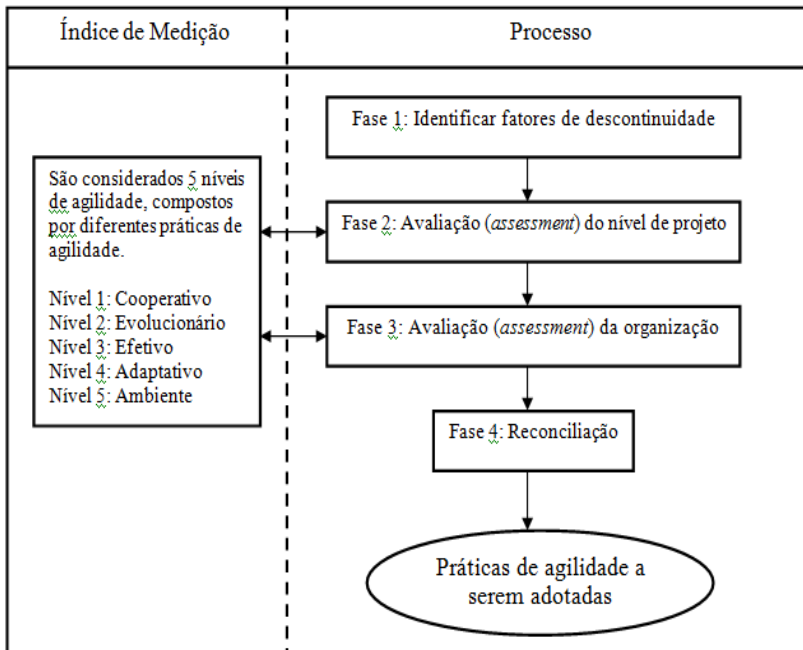 Índice de Medição
Processo
Fase 1: Identificar fatores de descontinuidade
São considerados 5 níveis
de agilidade, compostos
por diferentes práticas de
agilidade.
Nível 1: Cooperativo
Nível 2: Evolucionário
Nível 3: Efetivo
Nível 4: Adaptativo
Nível 5: Ambiente
Fase 2: Avaliação (assessment) do nível de projeto
Fase 3: Avaliação (assessment) da organização
Fase 4: Reconciliação
Práticas de agilidade a
serem adotadas